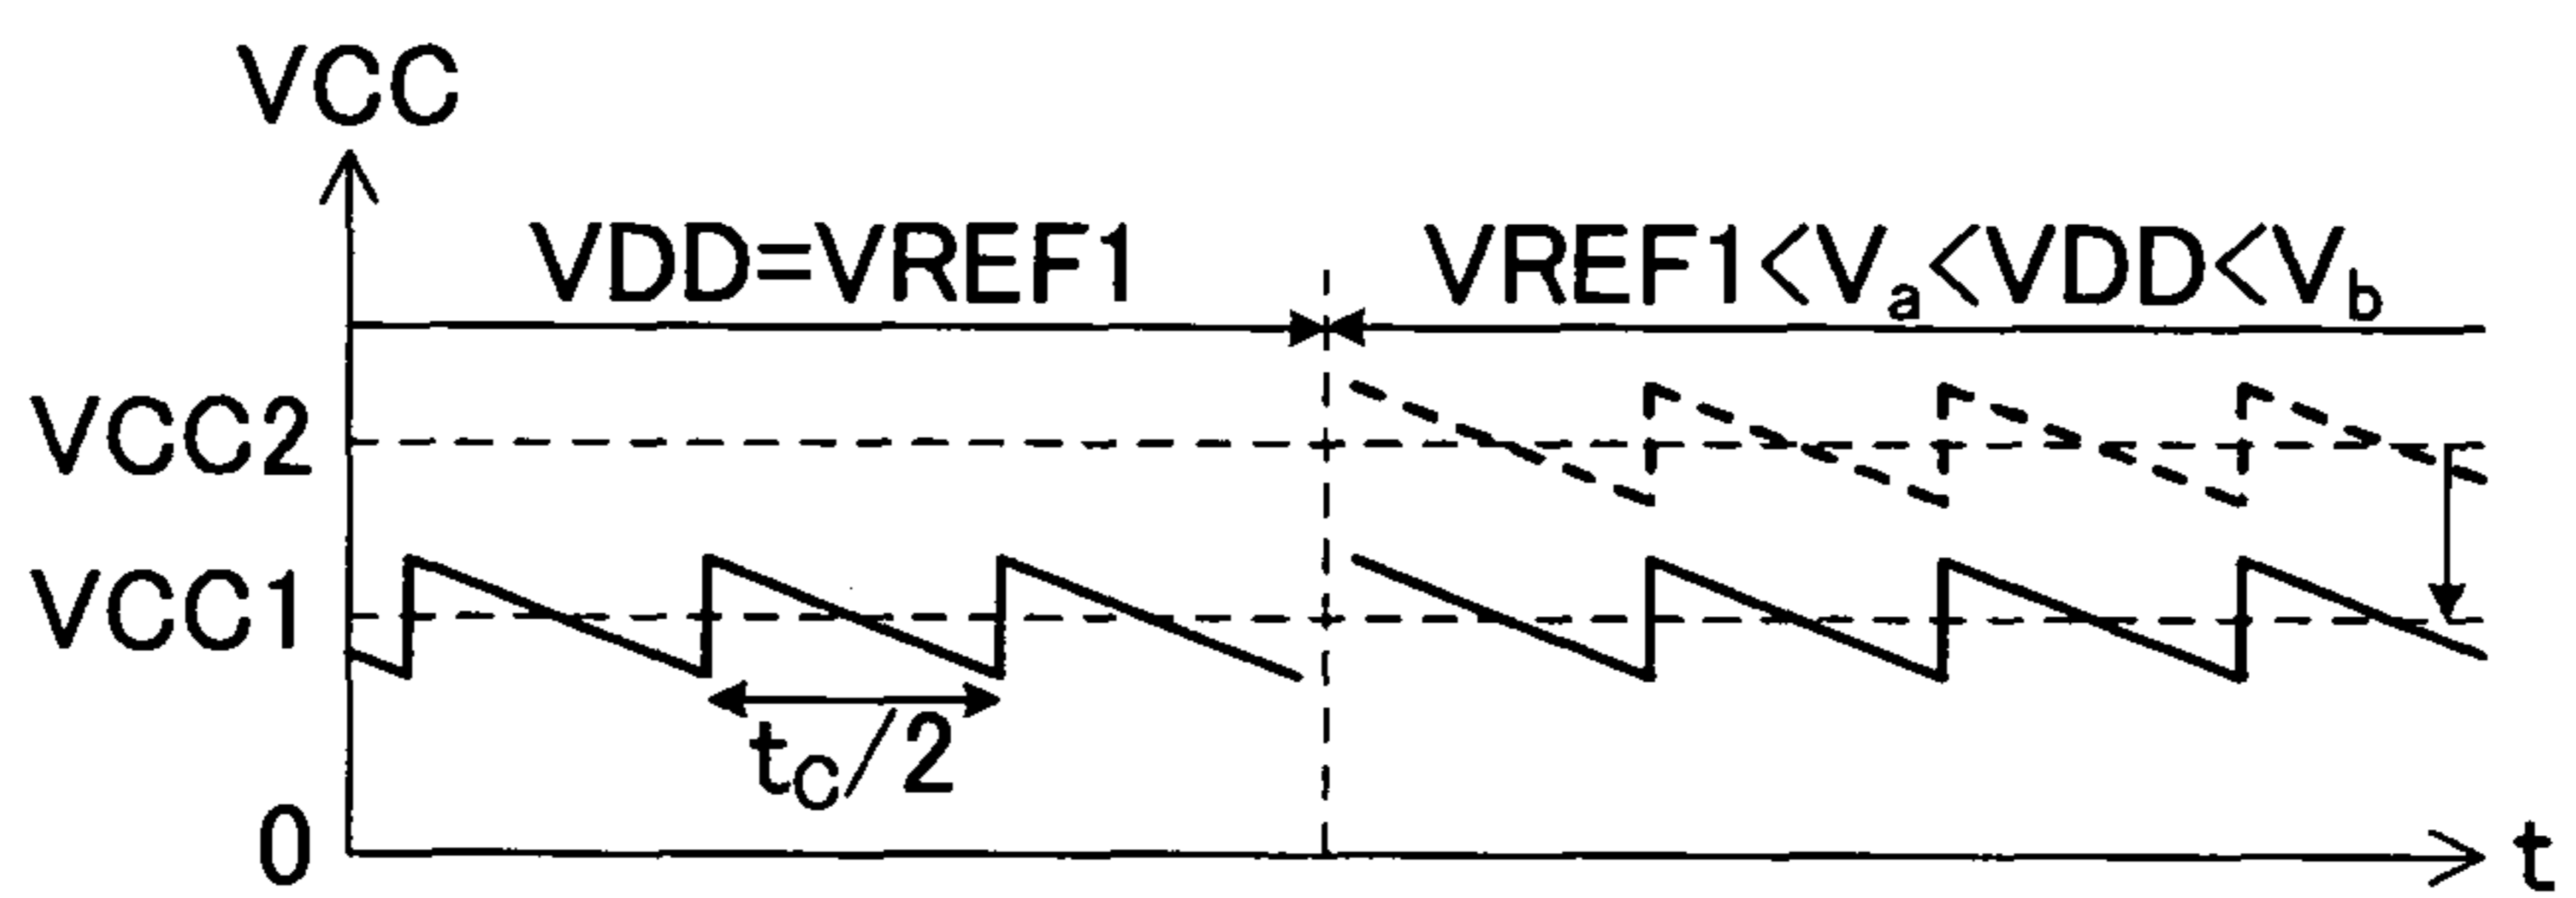 VCC
VDD=VREF1
VREF1<Va<VDD<Vb
VCC2
VCC1
tC/2
0
t